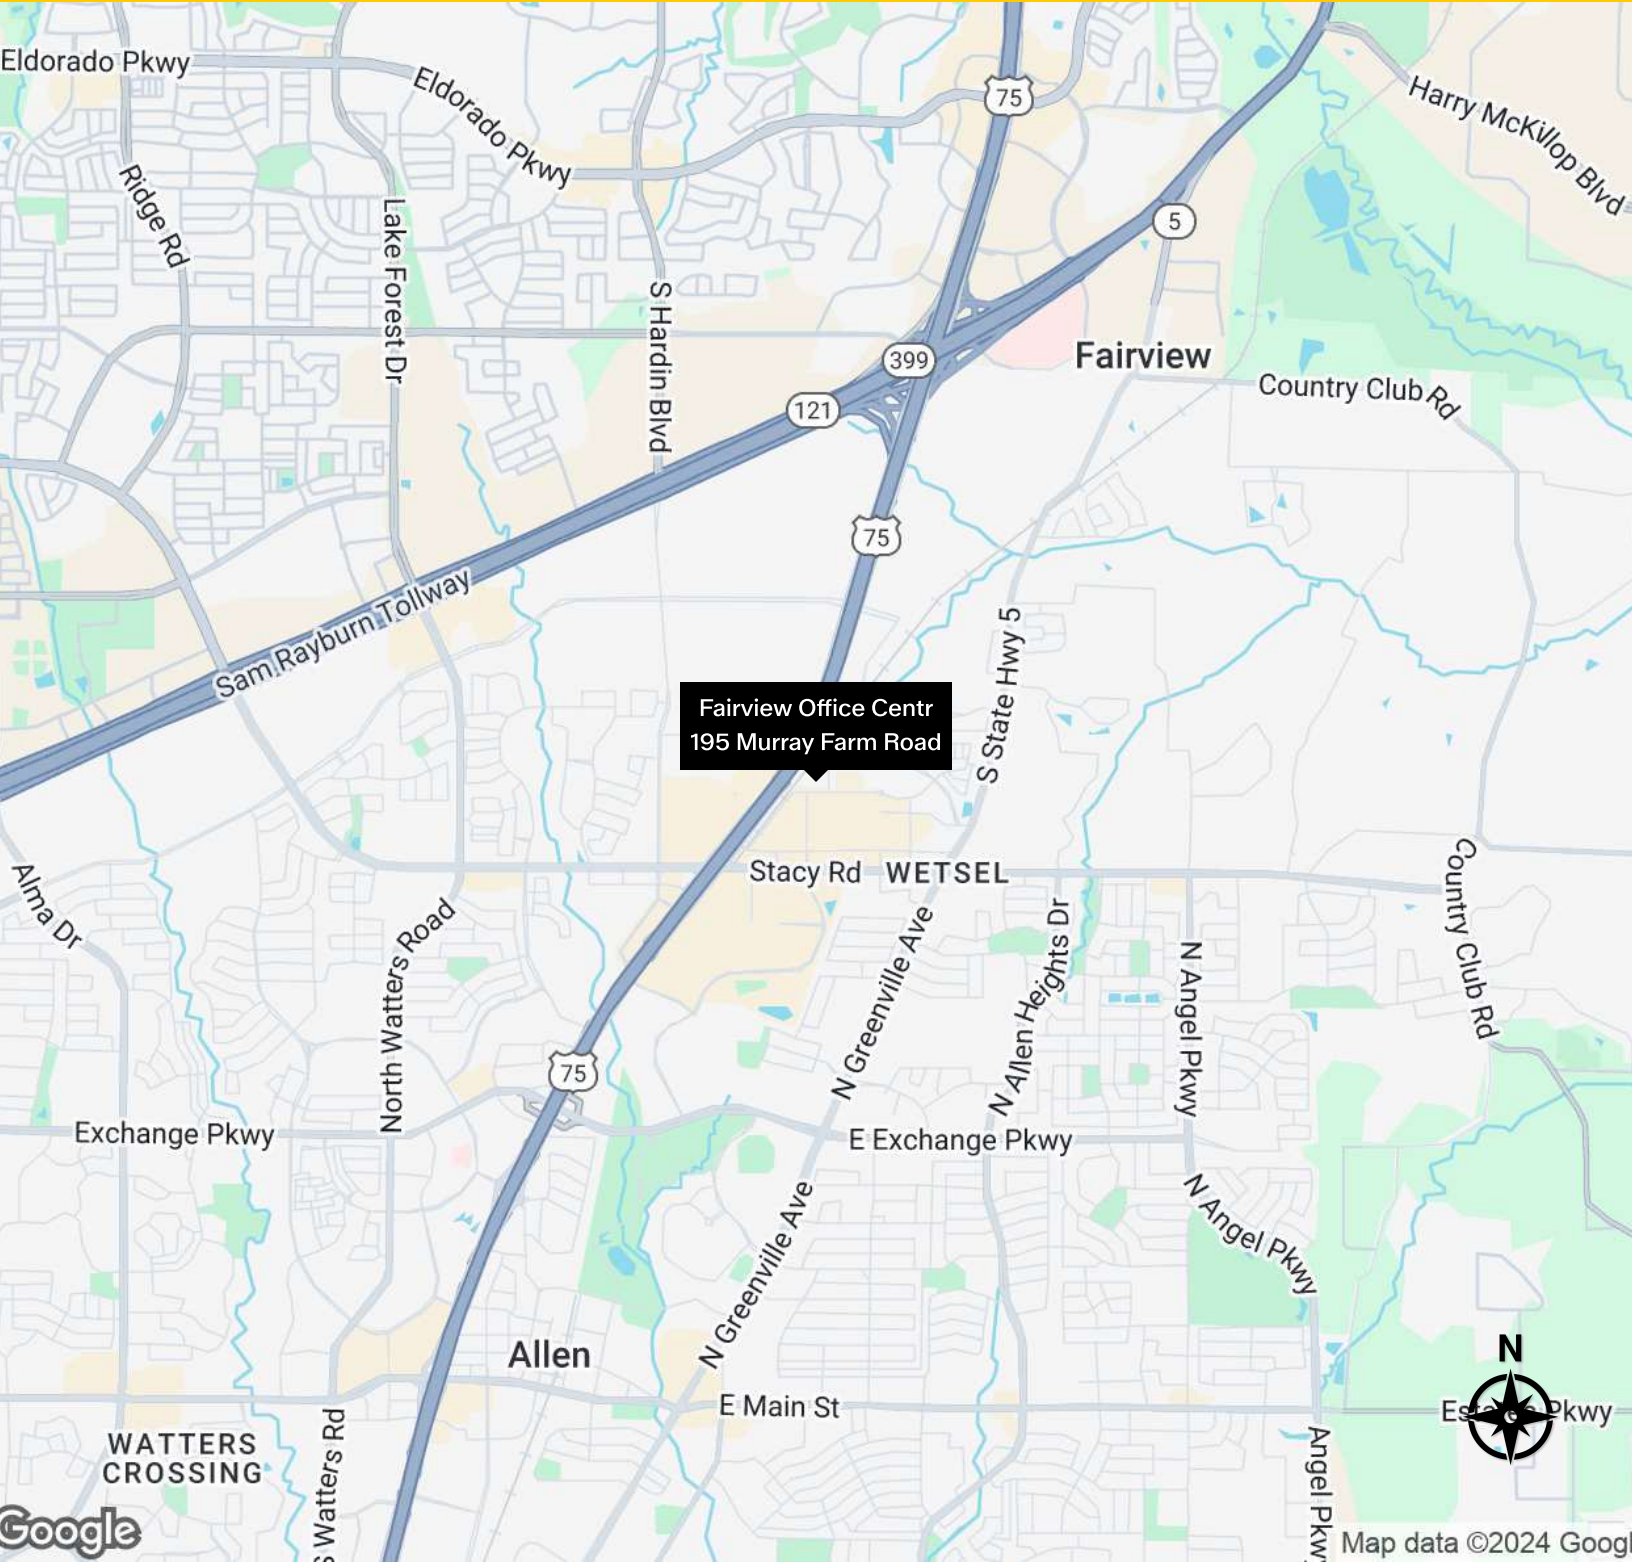 Eldorado Pkwy
Eldorado Pkwy
75
Harry McKillop Blvd
Ridge Rd
Lake Forest Dr
5
S Hardin Blvd
399
Fairview
Country Club Rd
121
75
Sam Rayburn Tollway
S State Hwy 5
Fairview Office Centr
195 Murray Farm Road
Stacy Rd
WETSEL
Alma Dr
North Watters Road
N Greenville Ave
N Allen Heights Dr
N Angel Pkwy
Country Club Rd
75
Exchange Pkwy
E Exchange Pkwy
N Angel Pkwy
N Greenville Ave
Allen
N
E Main St
Pkwy
WATTERS
CROSSING
S Watters Rd
Angel Pkwy
Google
Map data ©2024 Google